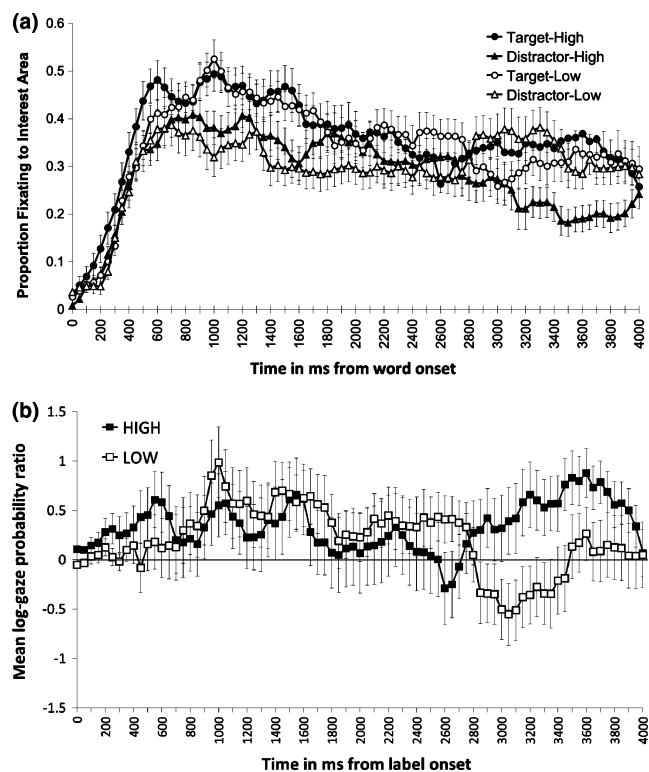 (a)
0.6
0.5
0.4
0.3
0.2
0.1
0
Proportion Fixating to Interest Area
Target-High
Distractor-High
Target-Low
Distractor-Low
0 200 400 600 800 1000 1200 1400 1600 1800 2000 2200 2400 2600 2800 3000 3200 3400 3600 3800 4000
Time in ms from word onset
(b)
1.5
1
0.5
0
-0.5
-1
-1.5
Mean log-gaze probability ratio
HIGH
LOW
0 200 400 600 800 1000 1200 1400 1600 1800 2000 2200 2400 2600 2800 3000 3200 3400 3600 3800 4000
Time in ms from label onset